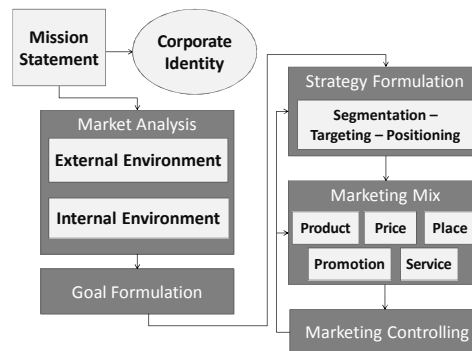 Mission
Statement
Corporate
Identity
Market Analysis
External Environment
Internal Environment
Goal Formulation
Strategy Formulation
Segmentation –
Targeting – Positioning
Marketing Mix
Product Price Place
Promotion Service
Marketing Controlling